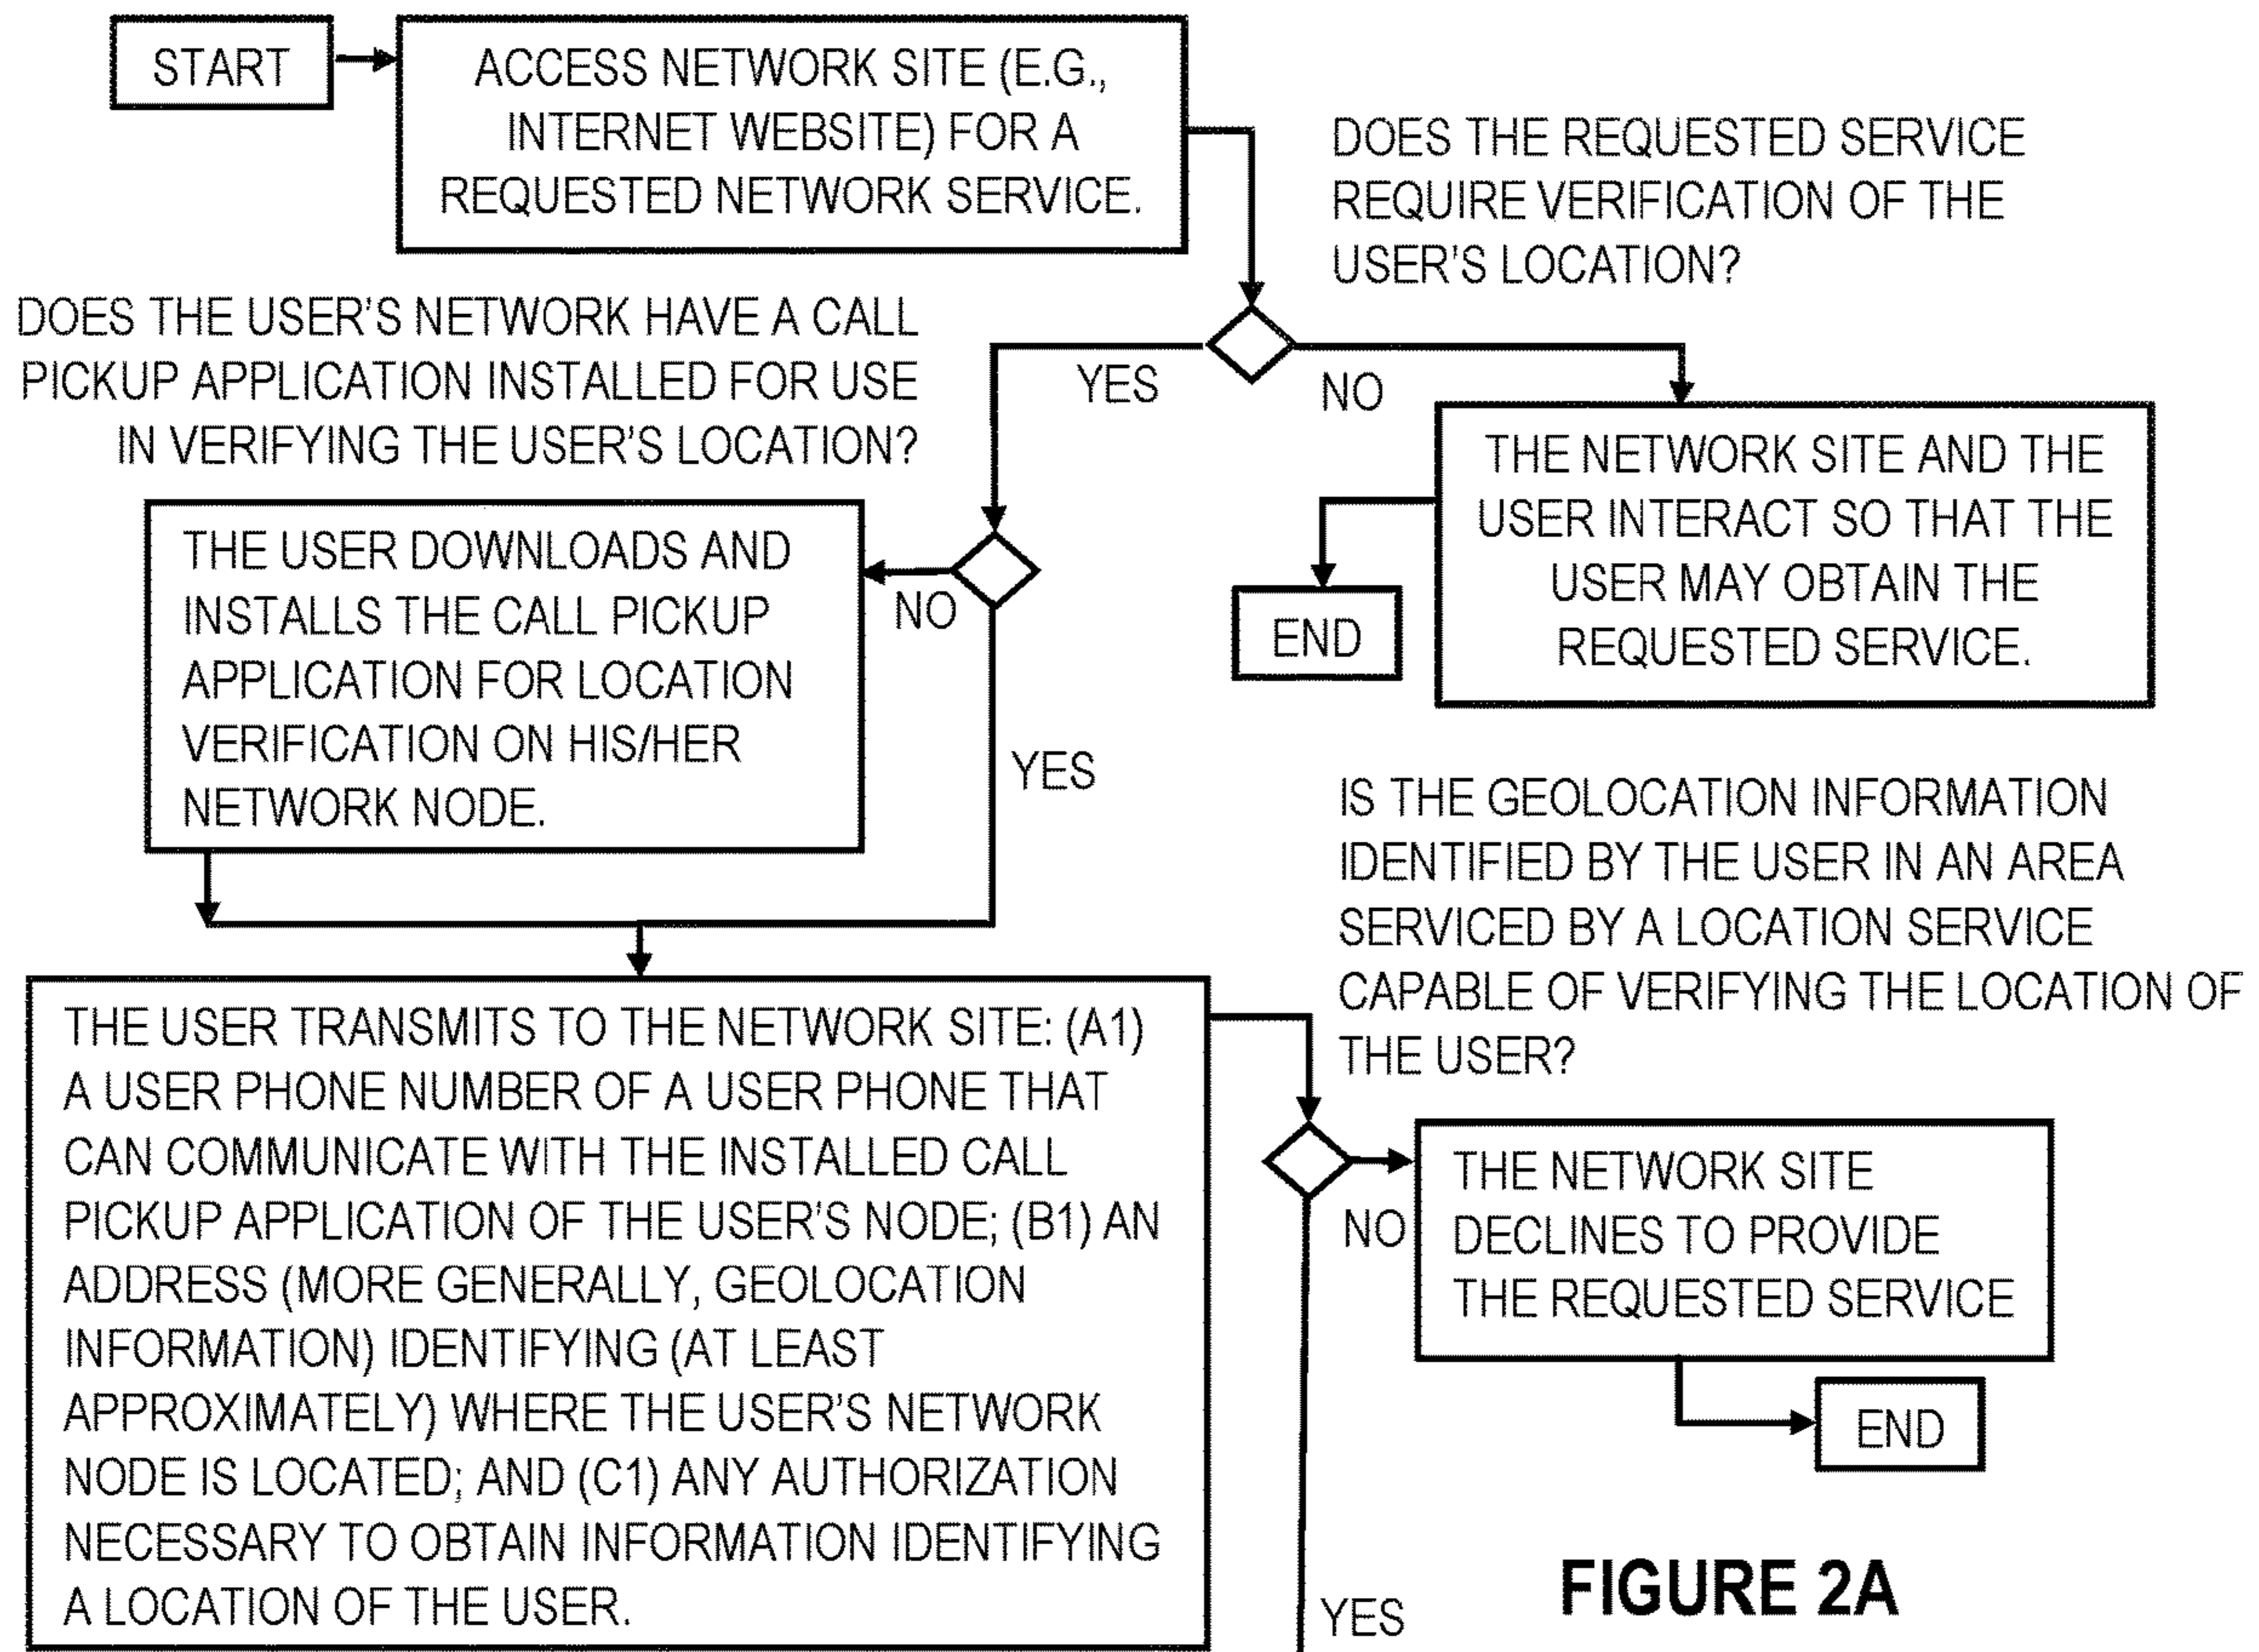 START
ACCESS NETWORK SITE (E.G.,
INTERNET WEBSITE) FOR A
REQUESTED NETWORK SERVICE.
DOES THE REQUESTED SERVICE
REQUIRE VERIFICATION OF THE
USER'S LOCATION?
DOES THE USER'S NETWORK HAVE A CALL
PICKUP APPLICATION INSTALLED FOR USE
IN VERIFYING THE USER'S LOCATION?
YES
NO
THE NETWORK SITE AND THE
USER INTERACT SO THAT THE
USER MAY OBTAIN THE
REQUESTED SERVICE.
END
THE USER DOWNLOADS AND
INSTALLS THE CALL PICKUP
APPLICATION FOR LOCATION
VERIFICATION ON HIS/HER
NETWORK NODE.
NO
YES
IS THE GEOLOCATION INFORMATION
IDENTIFIED BY THE USER IN AN AREA
SERVICED BY A LOCATION SERVICE
CAPABLE OF VERIFYING THE LOCATION OF
THE USER?
THE USER TRANSMITS TO THE NETWORK SITE: (A1)
A USER PHONE NUMBER OF A USER PHONE THAT
CAN COMMUNICATE WITH THE INSTALLED CALL
PICKUP APPLICATION OF THE USER'S NODE; (B1) AN
ADDRESS (MORE GENERALLY, GEOLOCATION
INFORMATION) IDENTIFYING (AT LEAST
APPROXIMATELY) WHERE THE USER'S NETWORK
NODE IS LOCATED; AND (C1) ANY AUTHORIZATION
NECESSARY TO OBTAIN INFORMATION IDENTIFYING
A LOCATION OF THE USER.
NO
THE NETWORK SITE
DECLINES TO PROVIDE
THE REQUESTED SERVICE
END
YES
FIGURE 2A